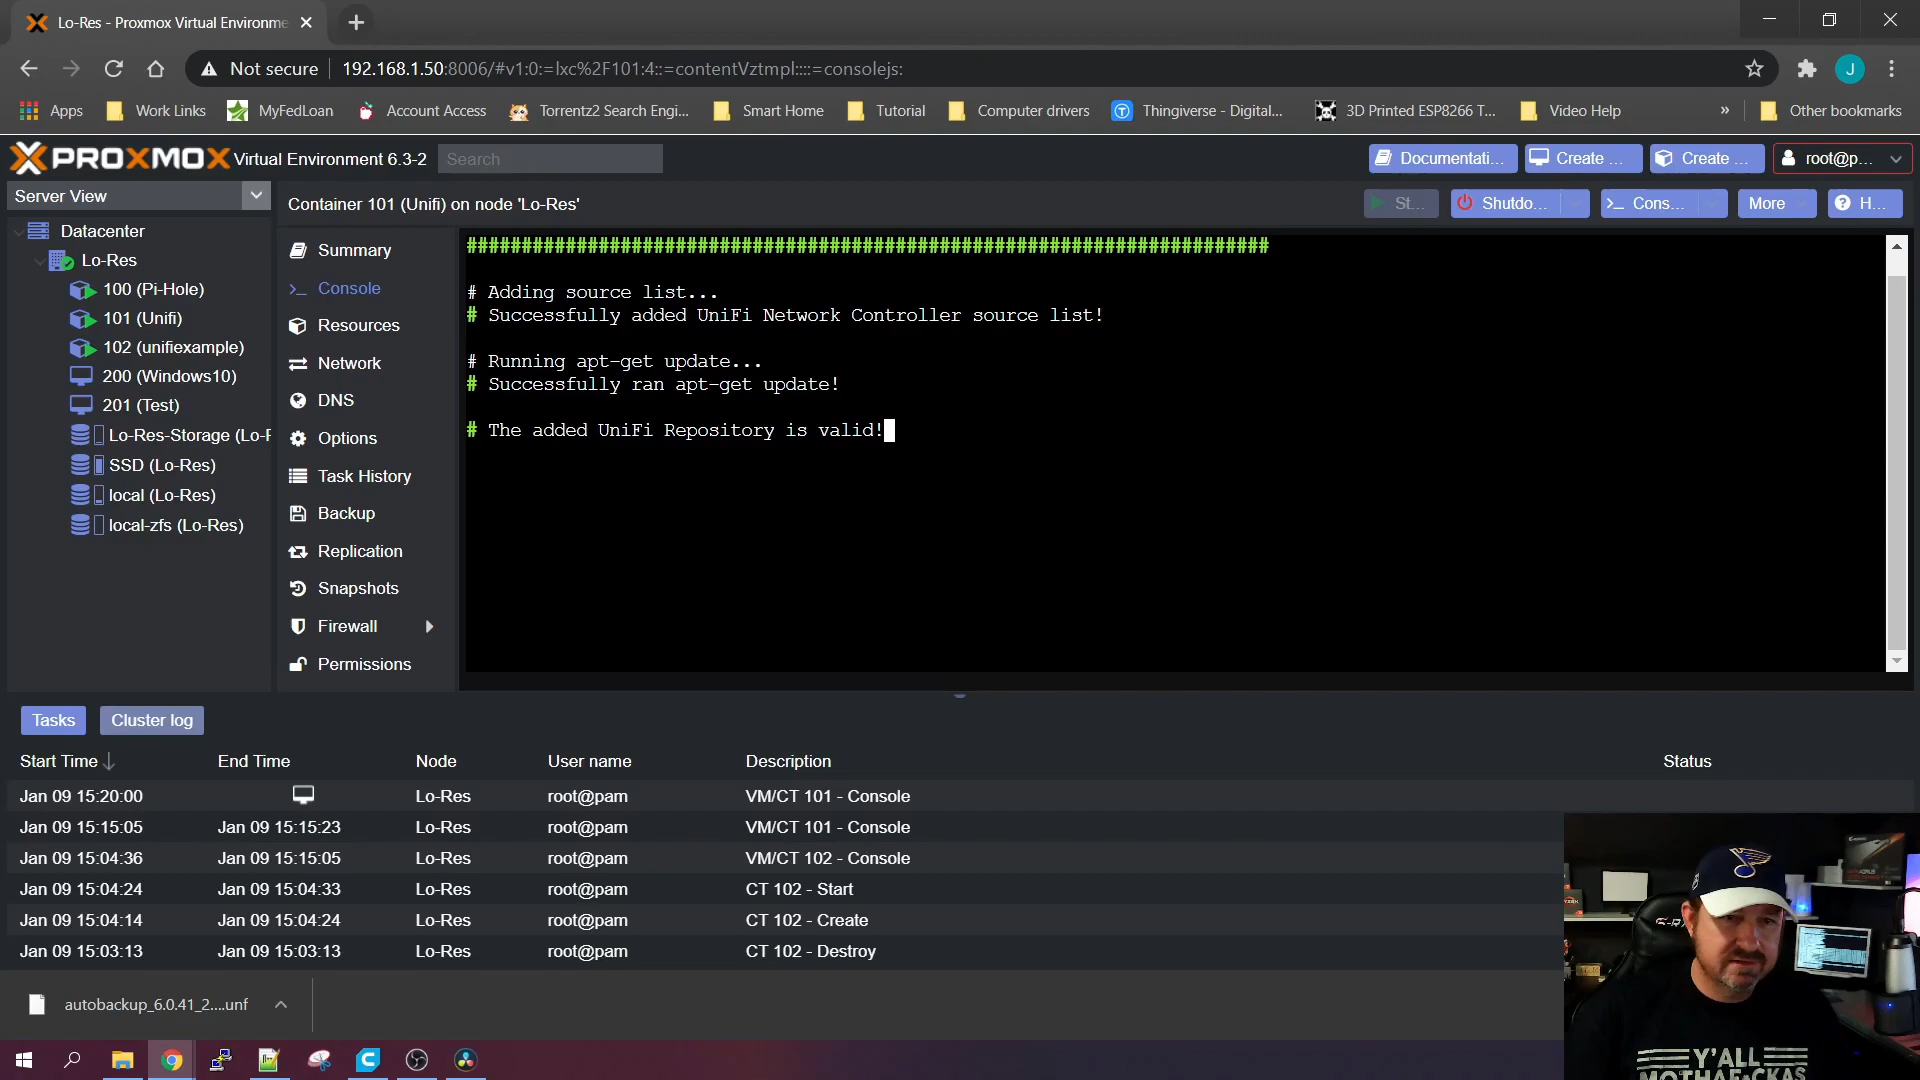 Lo-Res - Proxmox Virtual Environme
Not secure 192.168.1.50:8006/#v1:0:=lxc%2F101:4::=contentVztmpl::::=consolejs:
J
Apps Work Links MyFedLoan Account Access Torrentz2 Search Engi... Smart Home Tutorial Computer drivers Thingiverse - Digital... 3D Printed ESP8266 T... Video Help » Other bookmarks
PROXMOX Virtual Environment 6.3-2 Search Documentati... Create ... Create ... root@p...
Server View
Container 101 (Unifi) on node 'Lo-Res' St... Shutdo... Cons... More H...
Datacenter
Lo-Res
100 (Pi-Hole)
101 (Unifi)
102 (unifiexample)
200 (Windows10)
201 (Test)
Lo-Res-Storage (Lo-R
SSD (Lo-Res)
local (Lo-Res)
local-zfs (Lo-Res)
Summary
Console
Resources
Network
DNS
Options
Task History
Backup
Replication
Snapshots
Firewall
Permissions
#########################################################################
# Adding source list...
# Successfully added UniFi Network Controller source list!
# Running apt-get update...
# Successfully ran apt-get update!
# The added UniFi Repository is valid!
Tasks Cluster log
Start Time End Time Node User name Description Status
Jan 09 15:20:00 Lo-Res root@pam VM/CT 101 - Console
Jan 09 15:15:05 Jan 09 15:15:23 Lo-Res root@pam VM/CT 101 - Console
Jan 09 15:04:36 Jan 09 15:15:05 Lo-Res root@pam VM/CT 102 - Console
Jan 09 15:04:24 Jan 09 15:04:33 Lo-Res root@pam CT 102 - Start
Jan 09 15:04:14 Jan 09 15:04:24 Lo-Res root@pam CT 102 - Create
Jan 09 15:03:13 Jan 09 15:03:13 Lo-Res root@pam CT 102 - Destroy
autobackup_6.0.41_2....unf
Y'ALL
MOTHAF★CKAS